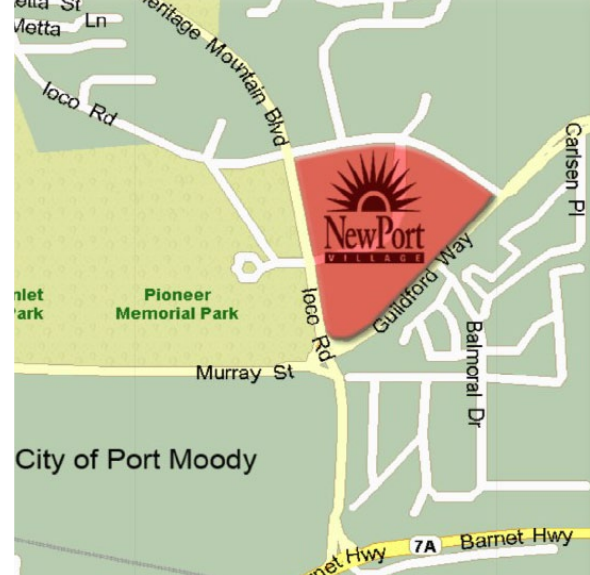 Metta Ln
Heritage Mountain Blvd
Ioco Rd
Carlsen Pl
NewPort
VILLAGE
Guildford Way
Pioneer
Memorial Park
Park
Ioco Rd
Balmoral Dr
Murray St
City of Port Moody
7A
Barnet Hwy
Hwy